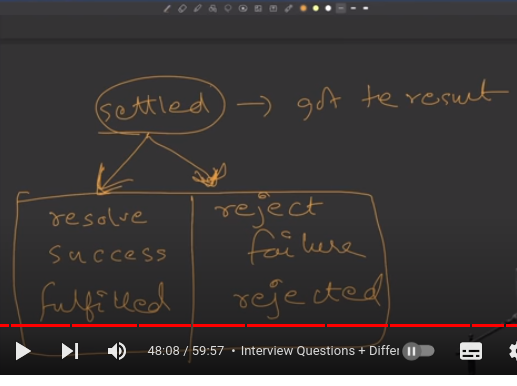 settled → got te result
resolve reject
success failure
fulfilled rejected
48:08 / 59:57 • Interview Questions + Differ